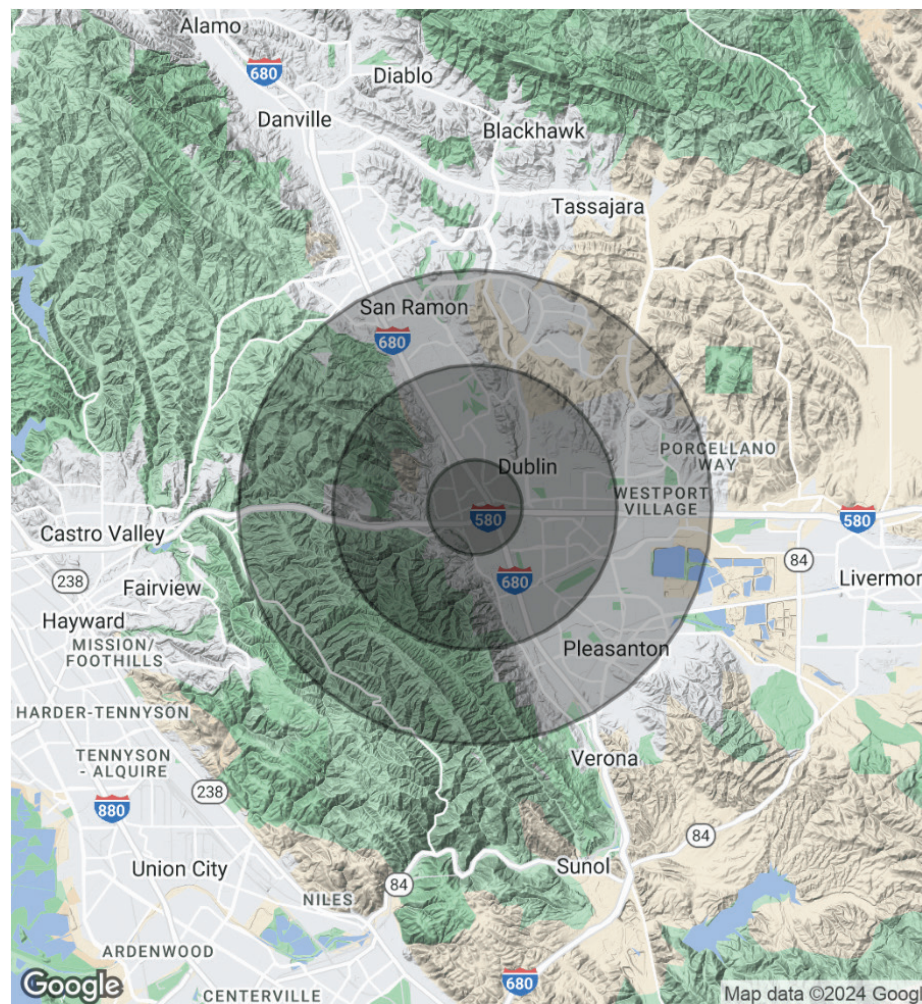 Alamo
680
Diablo
Danville
Blackhawk
Tassajara
San Ramon
680
Dublin
PORCELLANO
WAY
WESTPORT
VILLAGE
580
580
Castro Valley
84
238
Fairview
680
Livermor
Hayward
MISSION/
FOOTHILLS
Pleasanton
HARDER-TENNYSON
TENNYSON
- ALQUIRE
Verona
238
880
84
Union City
Sunol
84
NILES
ARDENWOOD
680
CENTERVILLE
Google
Map data ©2024 Googl